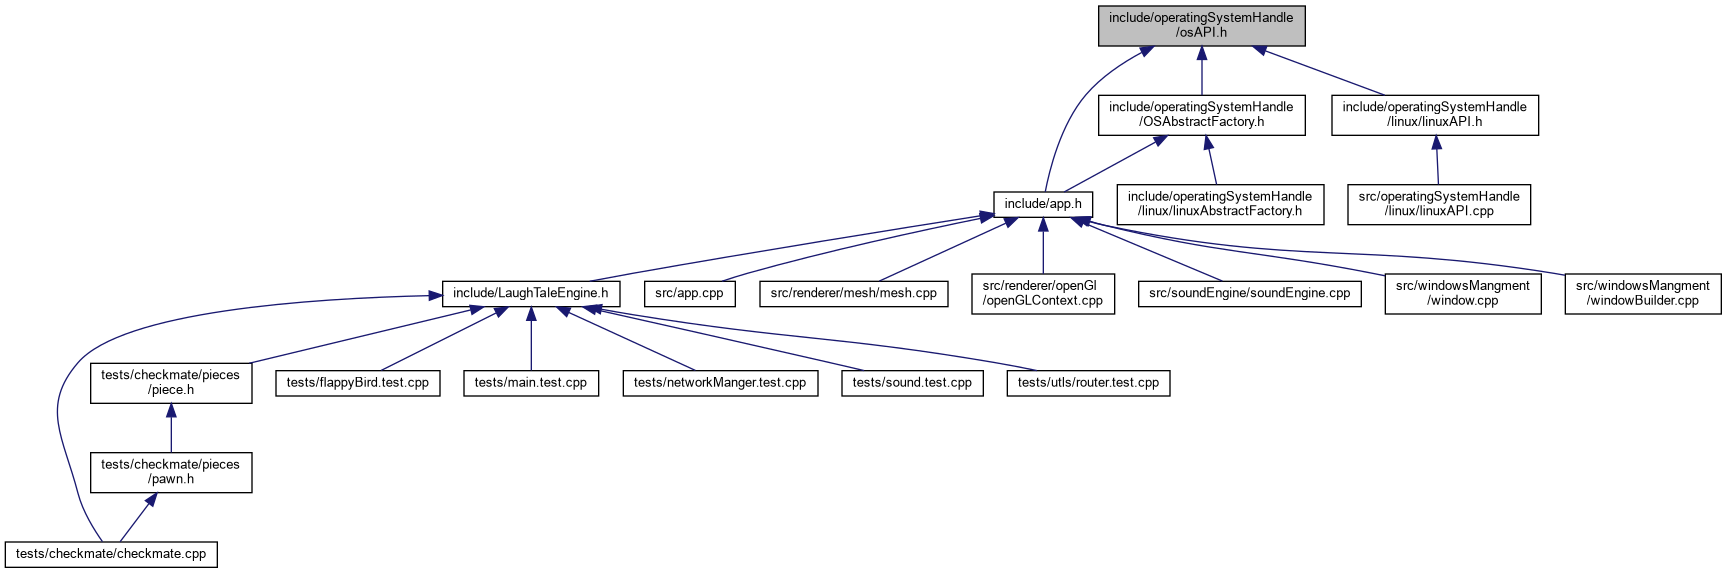 include/operatingSystemHandle
/osAPI.h
include/operatingSystemHandle
/OSAbstractFactory.h
include/operatingSystemHandle
/linux/linuxAPI.h
include/app.h
include/operatingSystemHandle
/linux/linuxAbstractFactory.h
src/operatingSystemHandle
/linux/linuxAPI.cpp
include/LaughTaleEngine.h
src/app.cpp
src/renderer/mesh/mesh.cpp
src/renderer/openGl
/openGLContext.cpp
src/soundEngine/soundEngine.cpp
src/windowsMangment
/window.cpp
src/windowsMangment
/windowBuilder.cpp
tests/checkmate/pieces
/piece.h
tests/flappyBird.test.cpp
tests/main.test.cpp
tests/networkManger.test.cpp
tests/sound.test.cpp
tests/utls/router.test.cpp
tests/checkmate/pieces
/pawn.h
tests/checkmate/checkmate.cpp